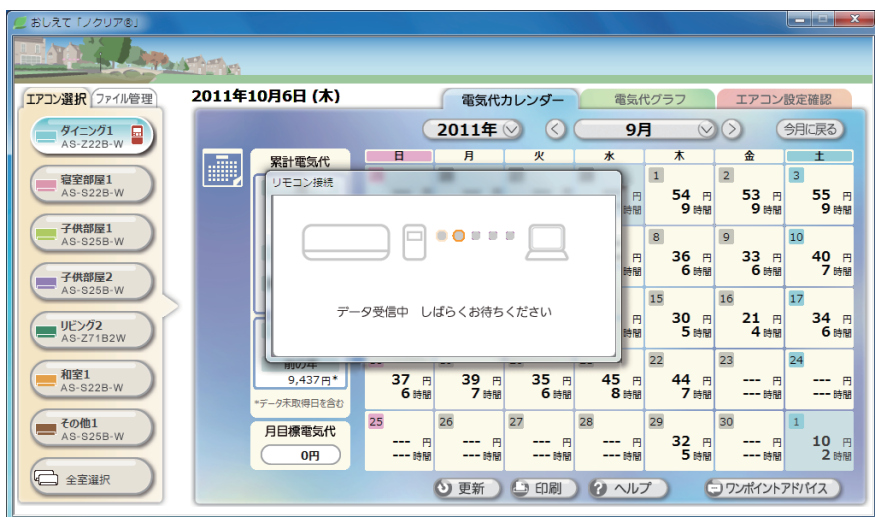 おしえて「ノクリア®」
エアコン選択 ファイル管理
2011年10月6日 (木)
電気代カレンダー 電気代グラフ エアコン設定確認
2011年 9月 今月に戻る
ダイニング1
AS-Z22B-W
寝室部屋1
AS-S22B-W
子供部屋1
AS-S25B-W
子供部屋2
AS-S25B-W
リビング2
AS-Z71B2W
和室1
AS-S22B-W
その他1
AS-S25B-W
全室選択
累計電気代
前の年
9,437円*
*データ未取得日を含む
月目標電気代
0円
リモコン接続
データ受信中 しばらくお待ちください
日 月 火 水 木 金 土
1 2 3
円 54 円 53 円 55 円
時間 9 時間 9 時間 9 時間
8 9 10
円 36 円 33 円 40 円
時間 6 時間 6 時間 7 時間
15 16 17
円 30 円 21 円 34 円
時間 5 時間 4 時間 6 時間
22 23 24
37 円 39 円 35 円 45 円 44 円 --- 円 --- 円
6 時間 7 時間 6 時間 8 時間 7 時間 --- 時間 --- 時間
25 26 27 28 29 30 1
--- 円 --- 円 --- 円 --- 円 32 円 --- 円 10 円
--- 時間 --- 時間 --- 時間 --- 時間 5 時間 --- 時間 2 時間
更新 印刷 ヘルプ ワンポイントアドバイス